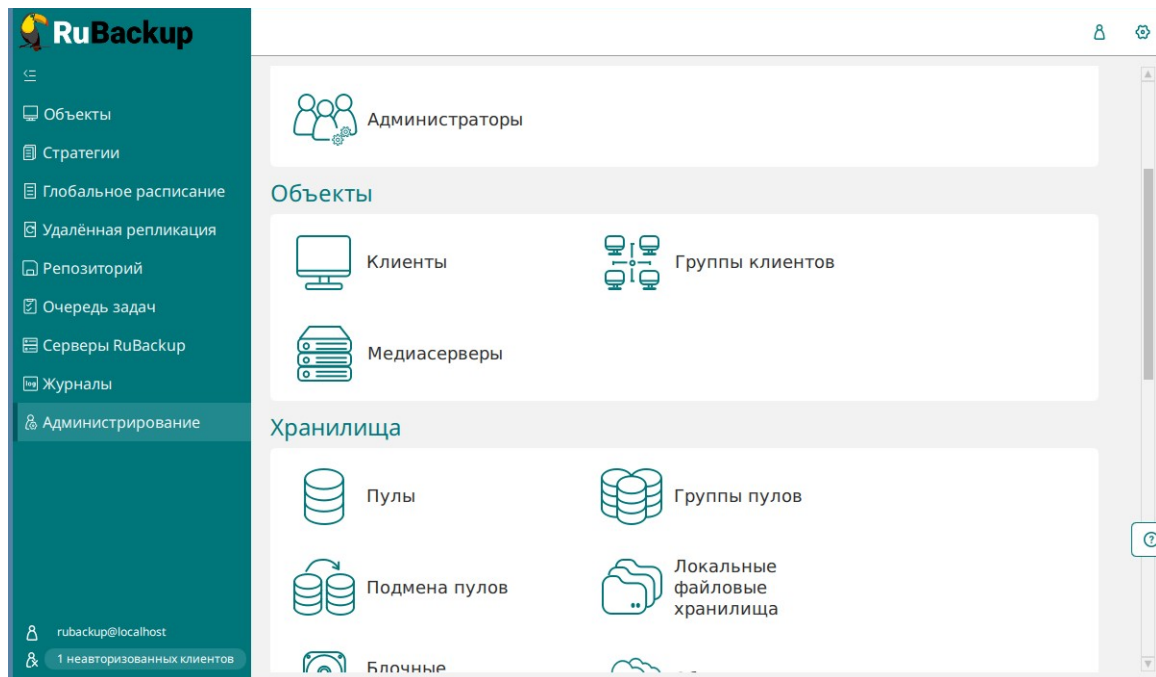 RuBackup
Объекты
Стратегии
Глобальное расписание
Удалённая репликация
Репозиторий
Очередь задач
Серверы RuBackup
Журналы
Администрирование
rubackup@localhost
1 неавторизованных клиентов
Администраторы
Объекты
Клиенты
Группы клиентов
Медиасерверы
Хранилища
Пулы
Группы пулов
Подмена пулов
Локальные
файловые
хранилища
Блочные